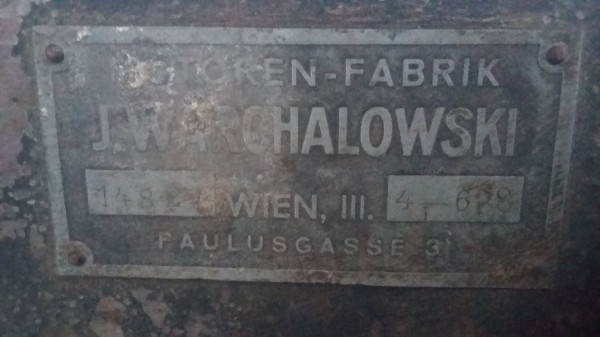 MOTOREN-FABRIK
J. WARCHALOWSKI
WIEN, III.
PAULUSGASSE 3